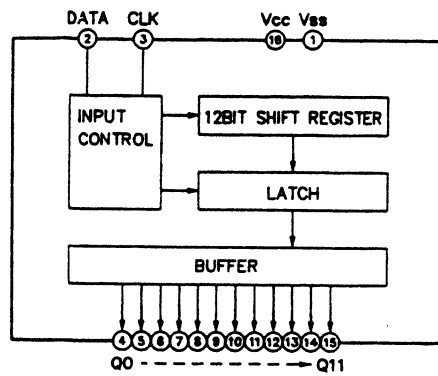 DATA CLK Vcc Vss
2 3 16 1
INPUT
CONTROL
12BIT SHIFT REGISTER
LATCH
BUFFER
4 5 6 7 8 9 10 11 12 13 14 15
Q0 Q11